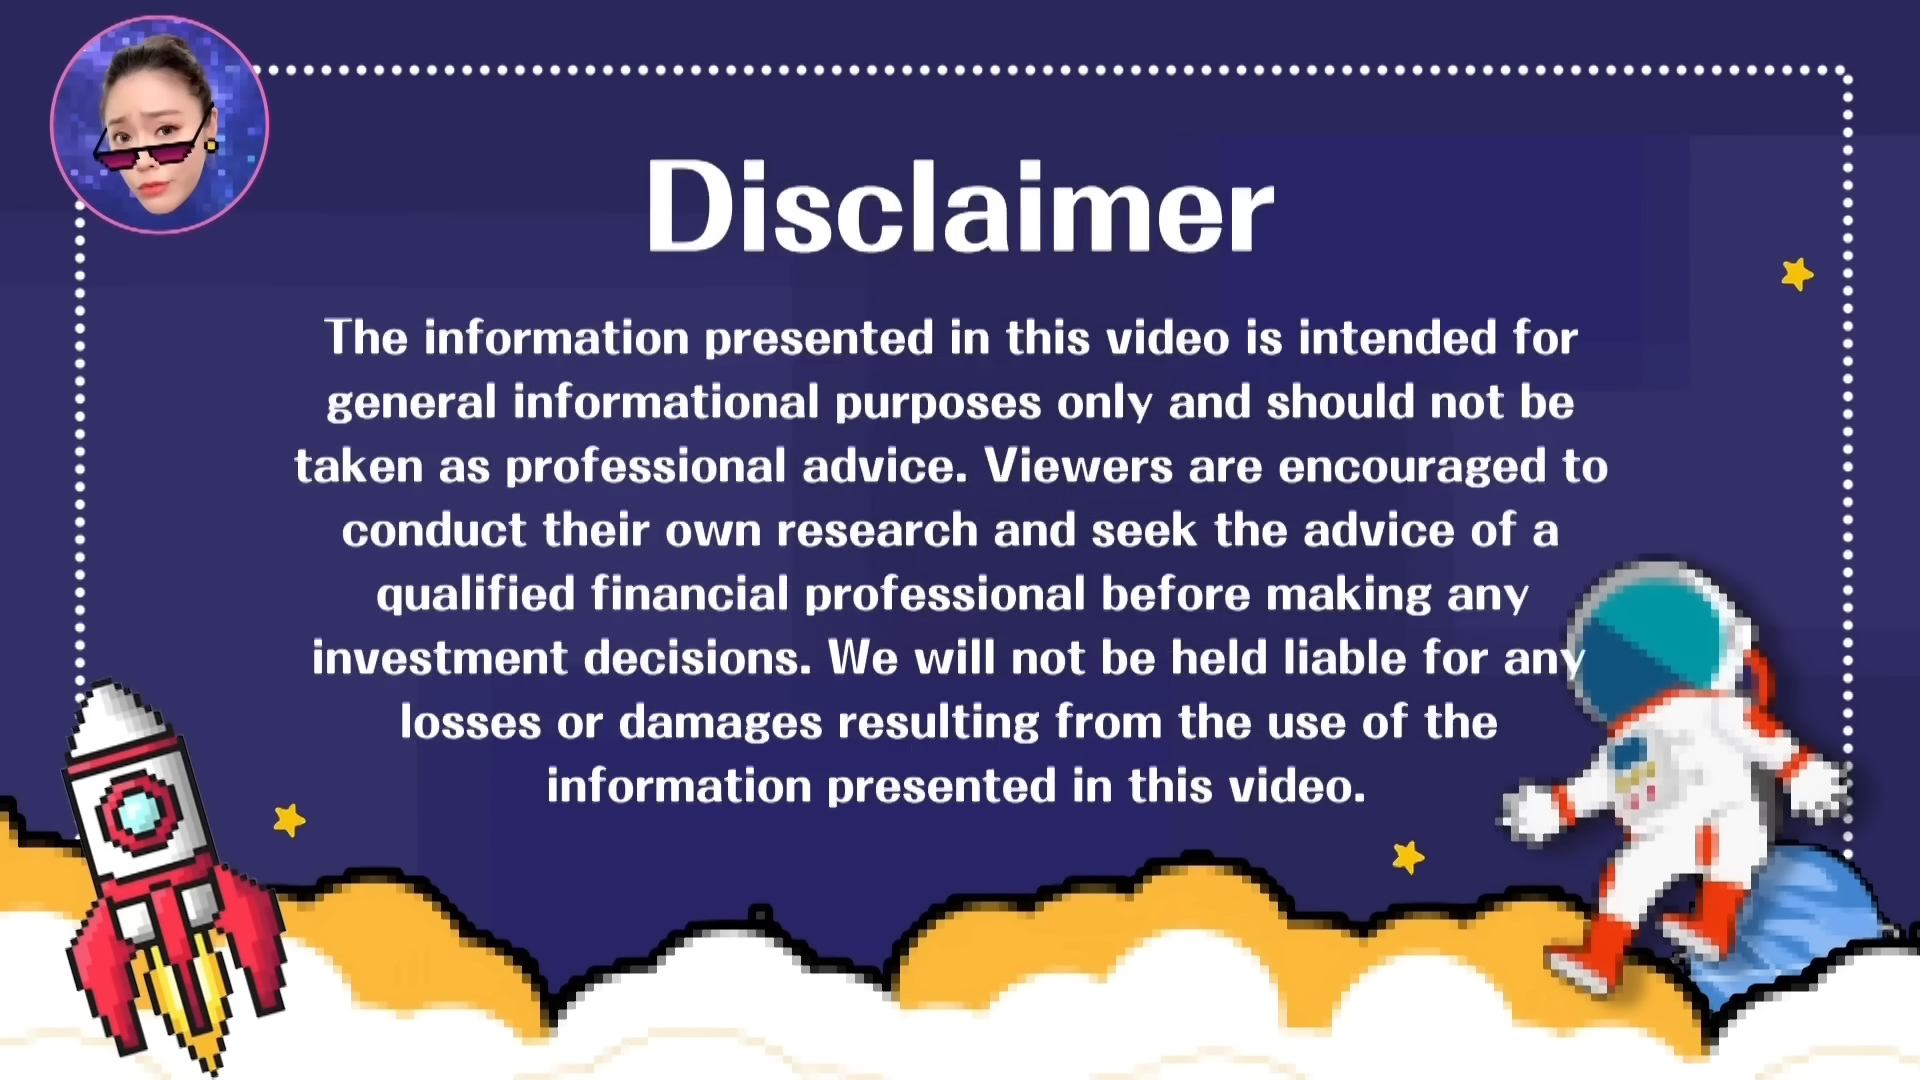 Disclaimer
The information presented in this video is intended for
general informational purposes only and should not be
taken as professional advice. Viewers are encouraged to
conduct their own research and seek the advice of a
qualified financial professional before making any
investment decisions. We will not be held liable for any
losses or damages resulting from the use of the
information presented in this video.